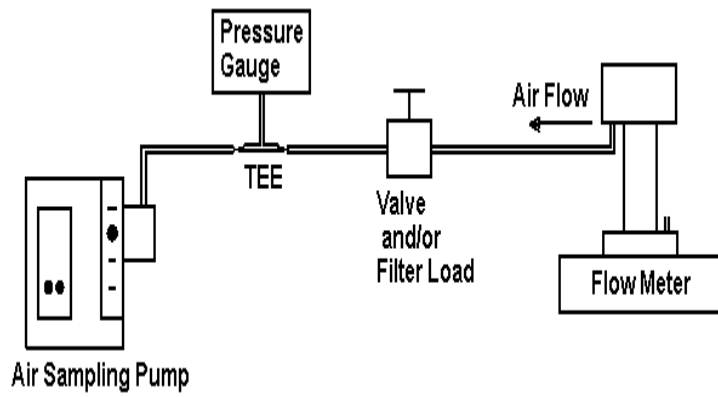 Pressure
Gauge
Air Flow
TEE
Valve
and/or
Filter Load
Flow Meter
Air Sampling Pump